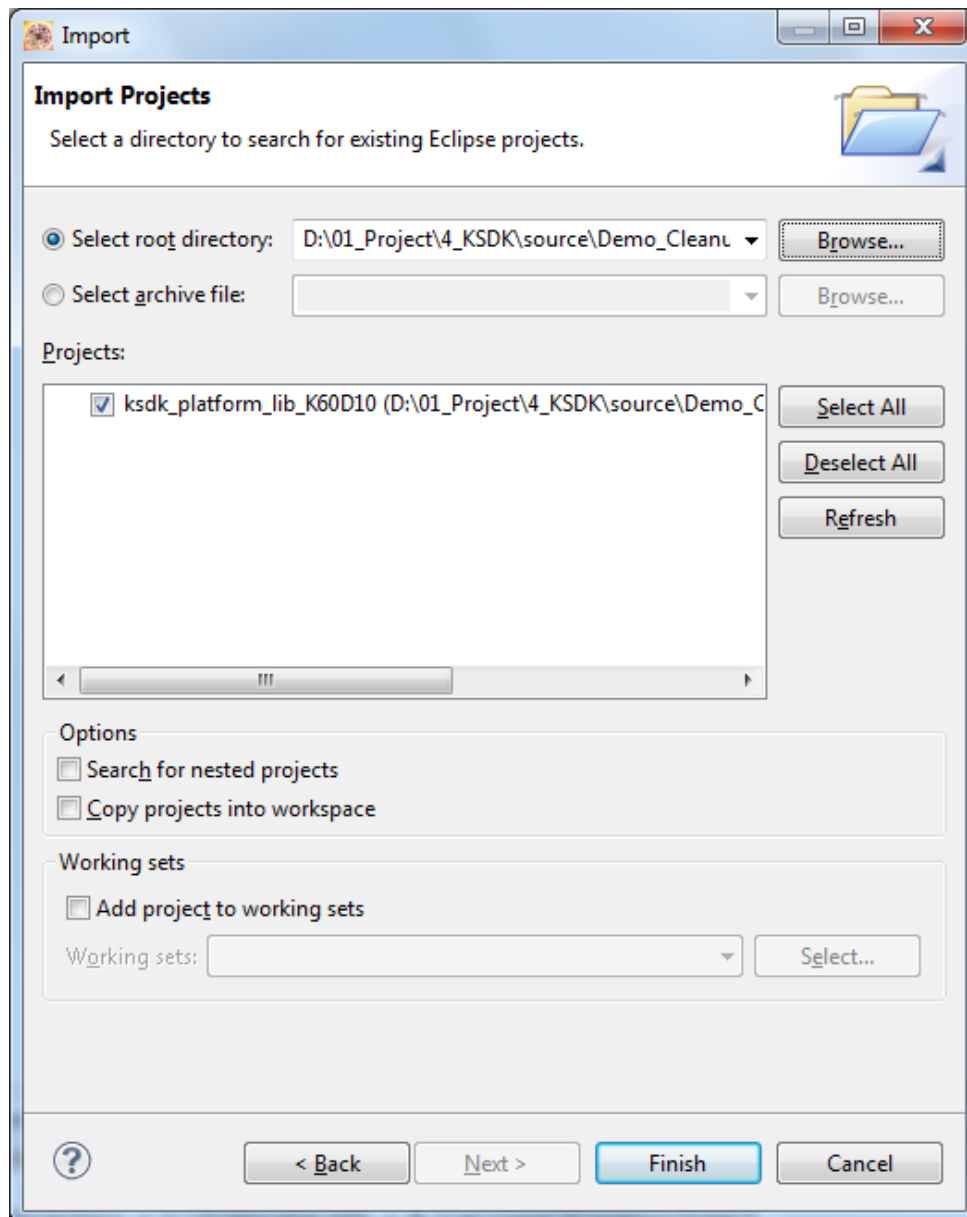 Import
Import Projects
Select a directory to search for existing Eclipse projects.
Select root directory: D:\01_Project\4_KSDK\source\Demo_Cleanu Browse...
Select archive file: Browse...
Projects:
ksdk_platform_lib_K60D10 (D:\01_Project\4_KSDK\source\Demo_C
Select All
Deselect All
Refresh
Options
Search for nested projects
Copy projects into workspace
Working sets
Add project to working sets
Working sets: Select...
? < Back Next > Finish Cancel